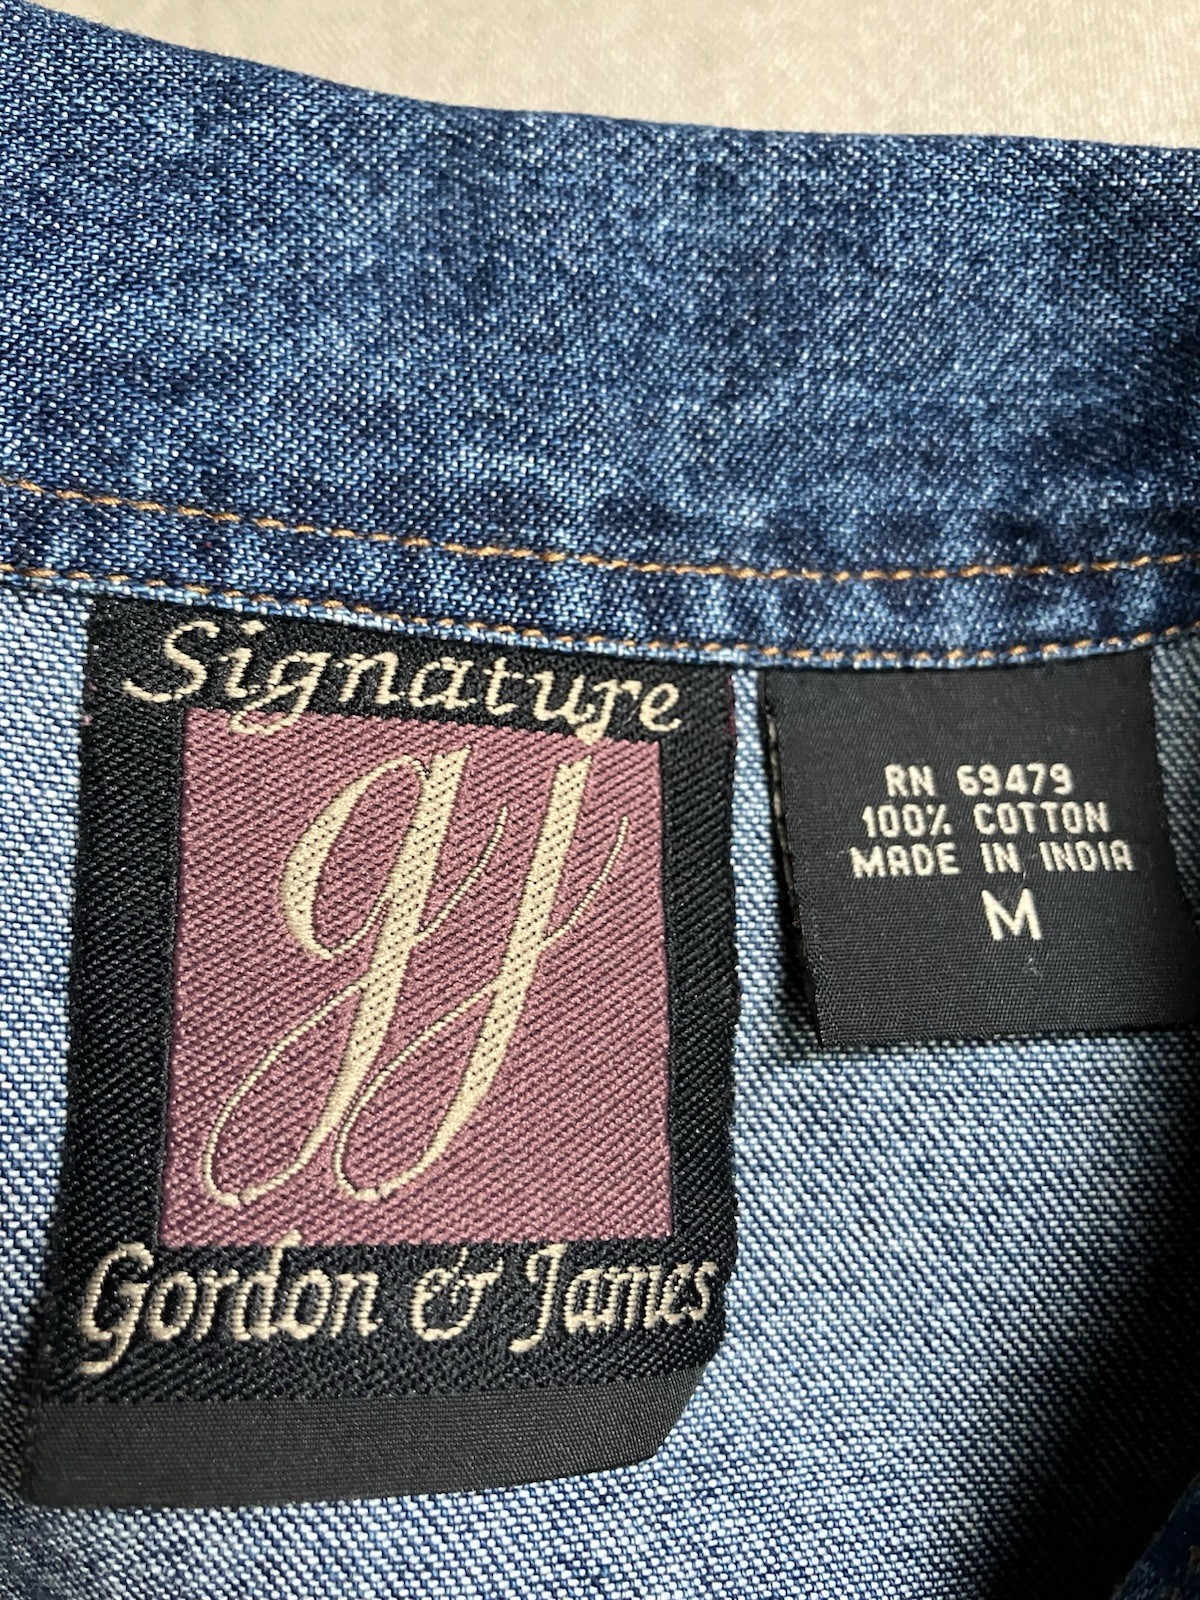 Signature
gj
Gordon & James
RN 69479
100% COTTON
MADE IN INDIA
M